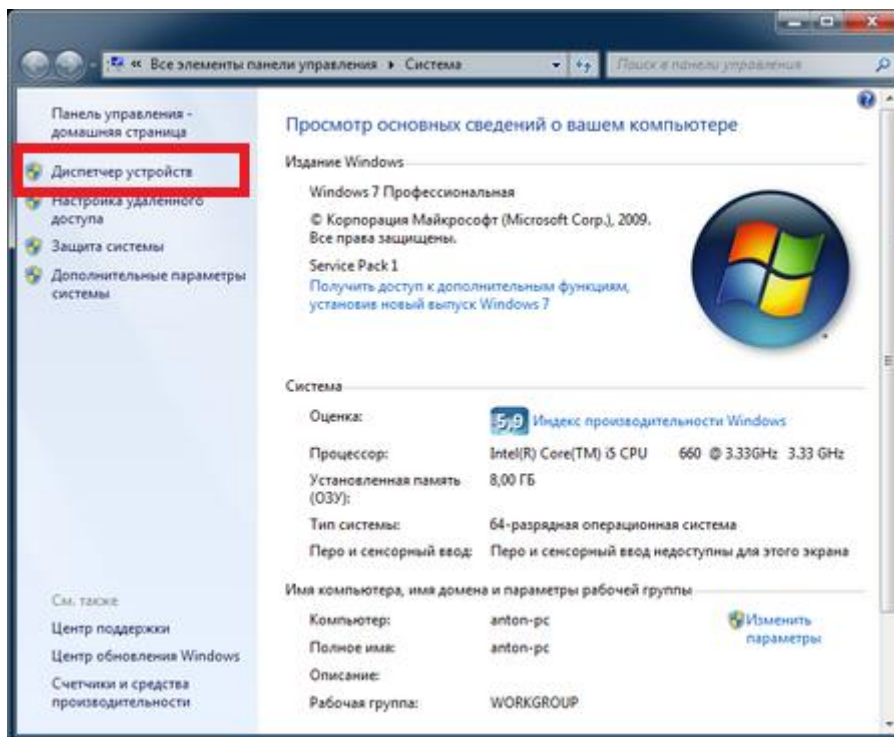 « Все элементы панели управления Система
Поиск в панели управления
Панель управления -
домашняя страница
Диспетчер устройств
Настройка удаленного
доступа
Защита системы
Дополнительные параметры
системы
См. также
Центр поддержки
Центр обновления Windows
Счетчики и средства
производительности
Просмотр основных сведений о вашем компьютере
Издание Windows
Windows 7 Профессиональная
© Корпорация Майкрософт (Microsoft Corp.), 2009.
Все права защищены.
Service Pack 1
Получить доступ к дополнительным функциям,
установив новый выпуск Windows 7
Система
Оценка: 5,9 Индекс производительности Windows
Процессор: Intel(R) Core(TM) i5 CPU 660 @ 3.33GHz 3.33 GHz
Установленная память 8,00 ГБ
(ОЗУ):
Тип системы: 64-разрядная операционная система
Перо и сенсорный ввод: Перо и сенсорный ввод недоступны для этого экрана
Имя компьютера, имя домена и параметры рабочей группы
Компьютер: anton-pc Изменить
параметры
Полное имя: anton-pc
Описание:
Рабочая группа: WORKGROUP